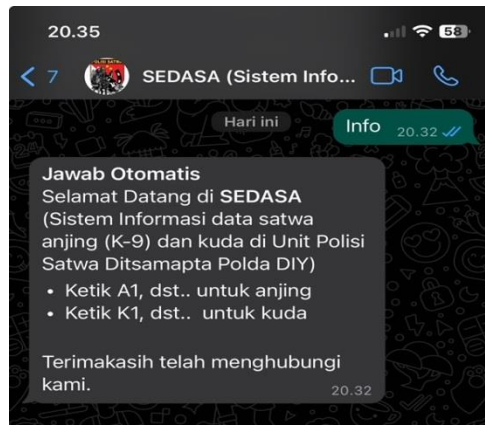 20.35
58
7
SEDASA (Sistem Info...
Hari ini
Info 20.32
Jawab Otomatis
Selamat Datang di SEDASA
(Sistem Informasi data satwa
anjing (K-9) dan kuda di Unit Polisi
Satwa Ditsamapta Polda DIY)
• Ketik A1, dst.. untuk anjing
• Ketik K1, dst.. untuk kuda
Terimakasih telah menghubungi
kami.
20.32